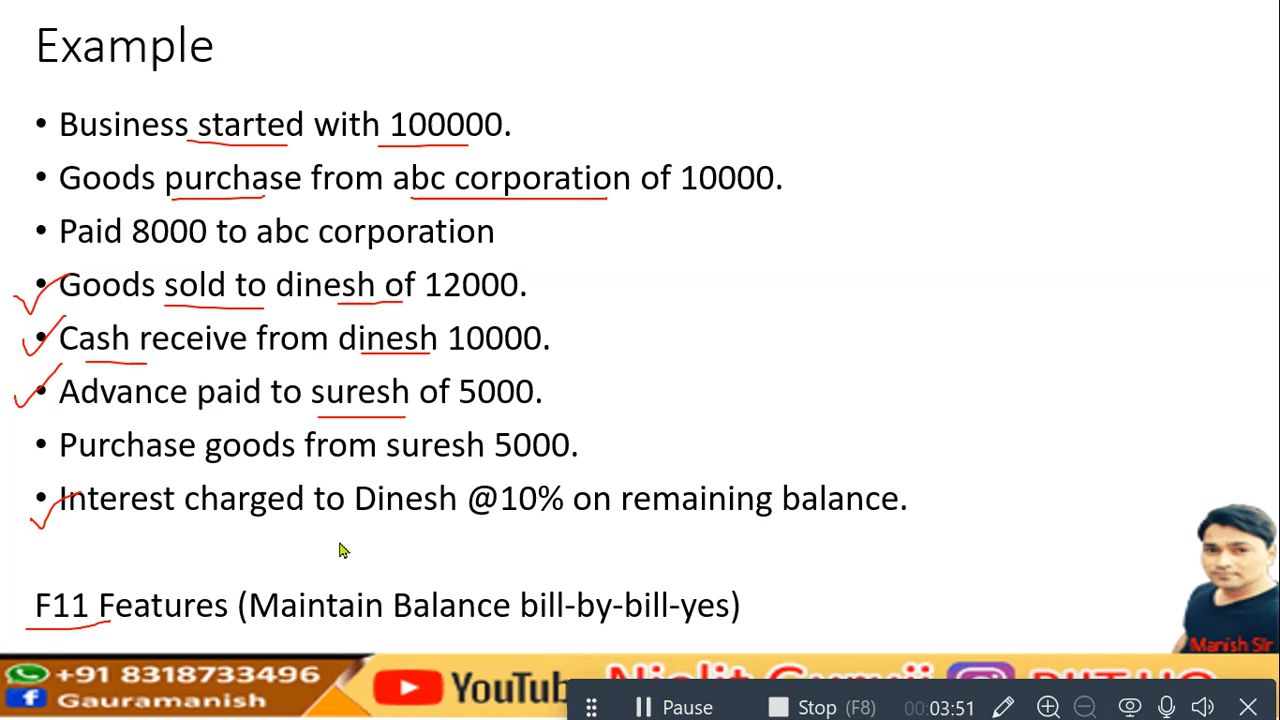 Example
• Business started with 100000.
• Goods purchase from abc corporation of 10000.
• Paid 8000 to abc corporation
• Goods sold to dinesh of 12000.
• Cash receive from dinesh 10000.
• Advance paid to suresh of 5000.
• Purchase goods from suresh 5000.
• Interest charged to Dinesh @10% on remaining balance.
F11 Features (Maintain Balance bill-by-bill-yes)
Manish SIr
+91 8318733496
Gauramanish
YouTub
Pause
Stop (F8)
00:03:51